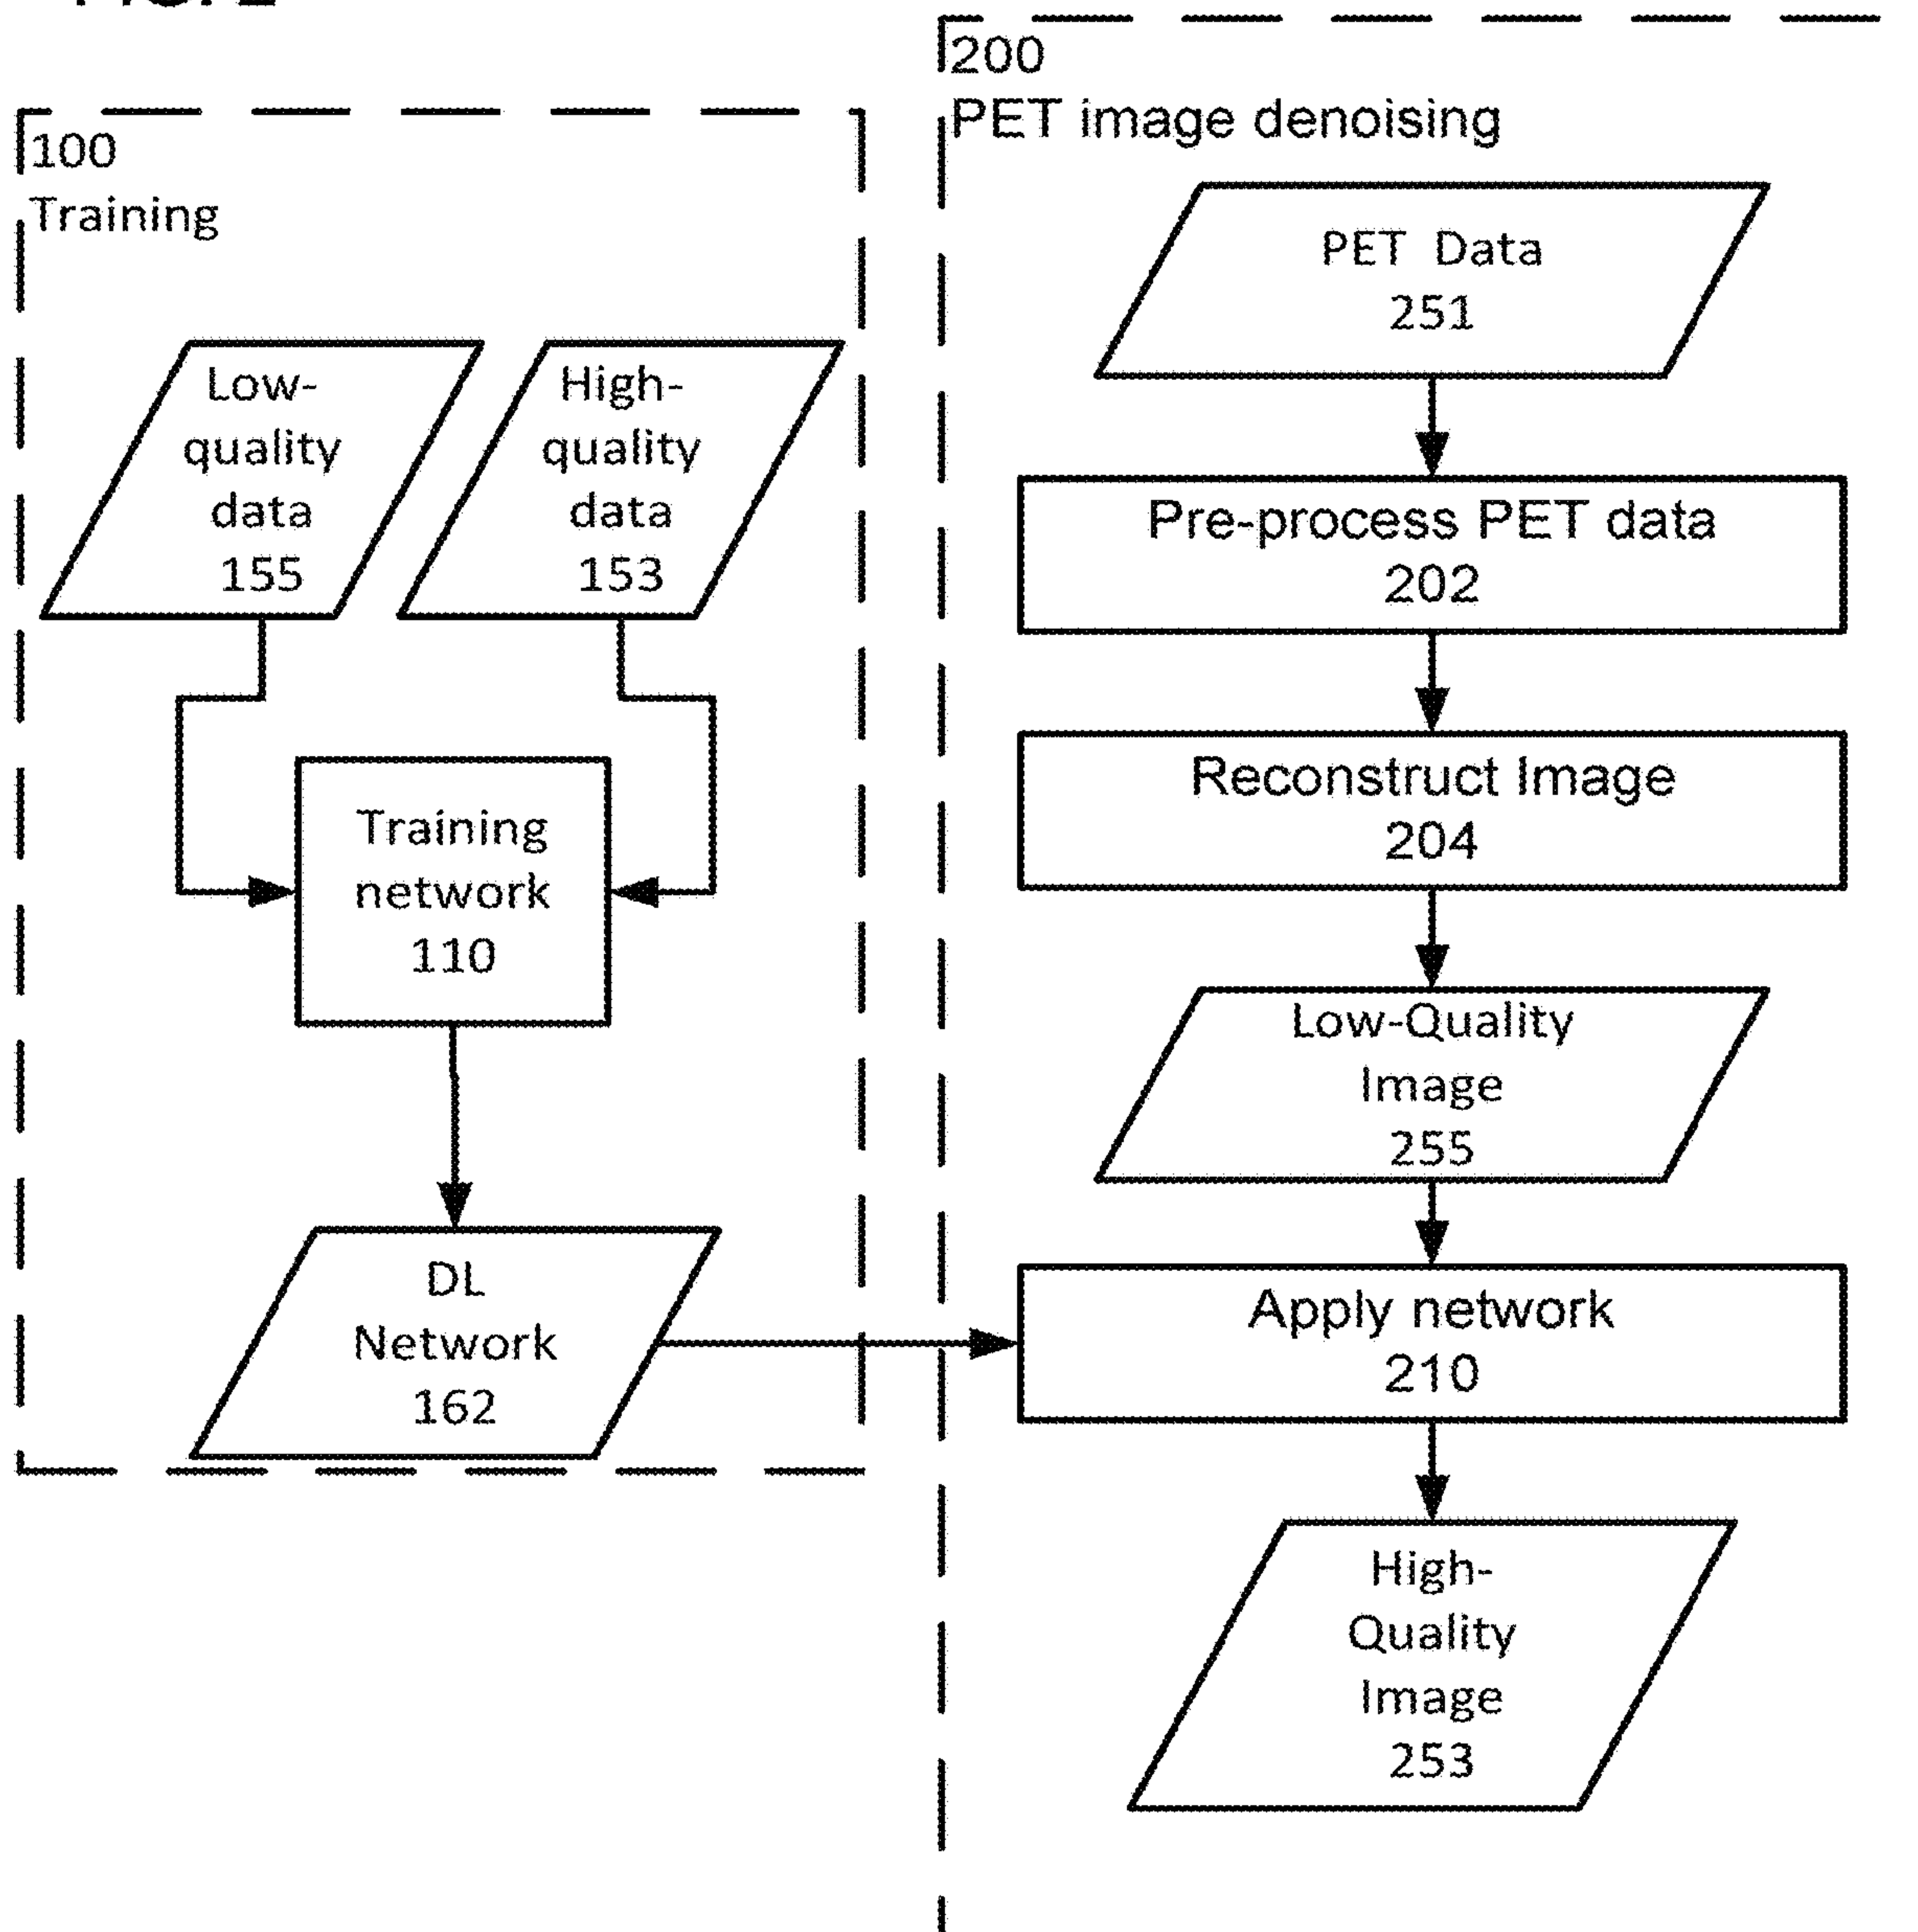 100
Training
Low-
quality
data
155
High-
quality
data
153
Training
network
110
DL
Network
162
200
PET image denoising
PET Data
251
Pre-process PET data
202
Reconstruct Image
204
Low-Quality
Image
255
Apply network
210
High-
Quality
Image
253